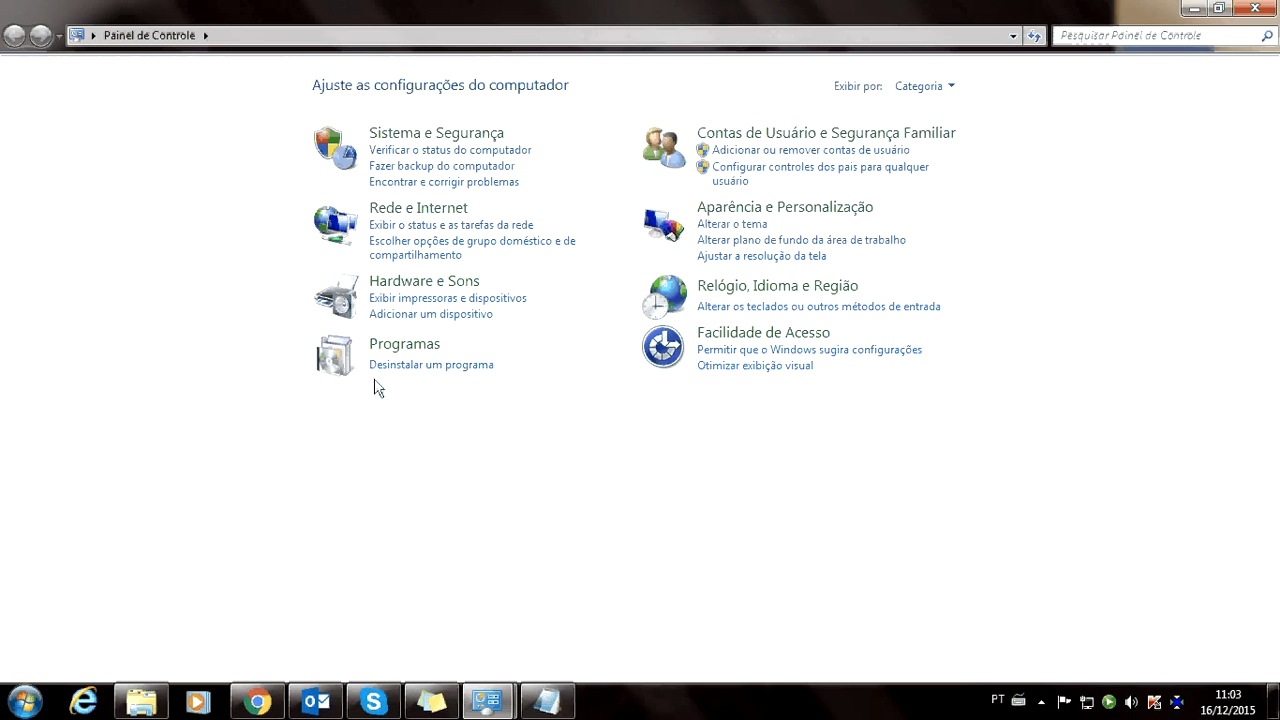 Painel de Controle
Pesquisar Painel de Controle
Ajuste as configurações do computador
Exibir por: Categoria
Sistema e Segurança
Verificar o status do computador
Fazer backup do computador
Encontrar e corrigir problemas
Rede e Internet
Exibir o status e as tarefas da rede
Escolher opções de grupo doméstico e de
compartilhamento
Hardware e Sons
Exibir impressoras e dispositivos
Adicionar um dispositivo
Programas
Desinstalar um programa
Contas de Usuário e Segurança Familiar
Adicionar ou remover contas de usuário
Configurar controles dos pais para qualquer
usuário
Aparência e Personalização
Alterar o tema
Alterar plano de fundo da área de trabalho
Ajustar a resolução da tela
Relógio, Idioma e Região
Alterar os teclados ou outros métodos de entrada
Facilidade de Acesso
Permitir que o Windows sugira configurações
Otimizar exibição visual
PT
11:03
16/12/2015